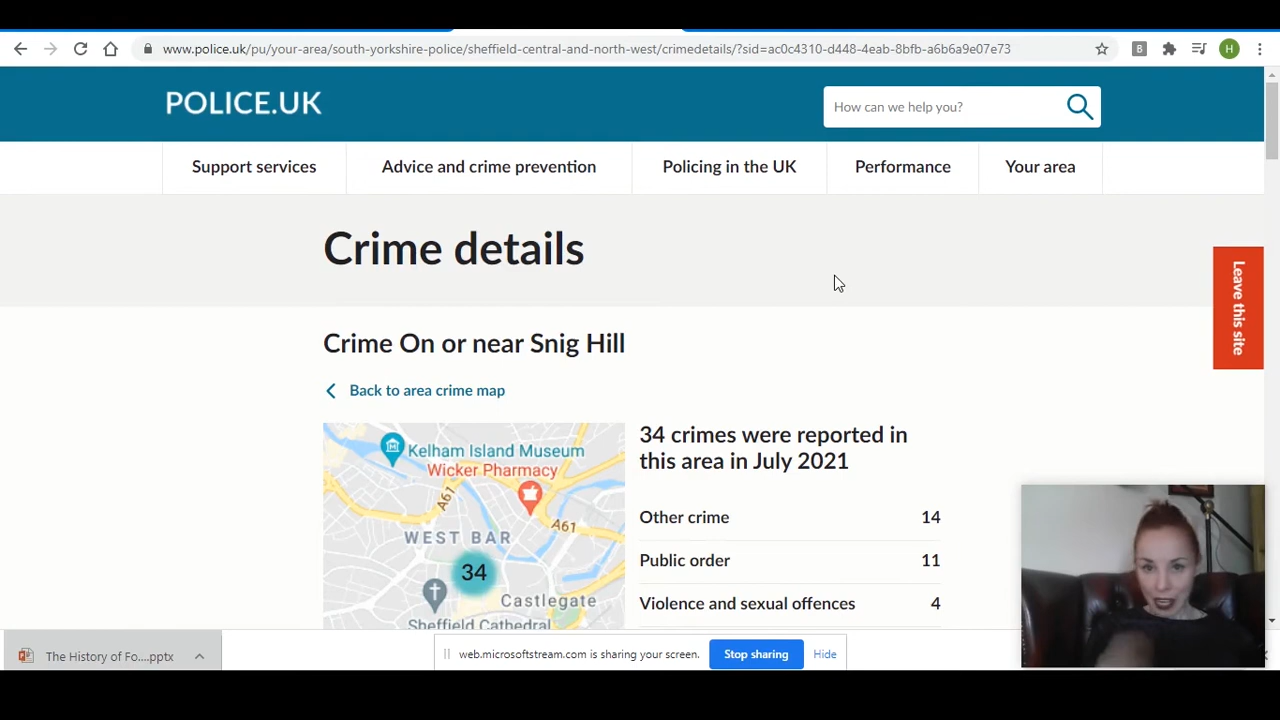 www.police.uk/pu/your-area/south-yorkshire-police/sheffield-central-and-north-west/crimedetails/?sid=ac0c4310-d448-4eab-8bfb-a6b6a9e07e73
B
H
POLICE.UK
How can we help you?
Support services
Advice and crime prevention
Policing in the UK
Performance
Your area
Crime details
Leave this site
Crime On or near Snig Hill
Back to area crime map
Kelham Island Museum
Wicker Pharmacy
A61
A61
WEST BAR
34
Castlegate
Sheffield Cathedral
34 crimes were reported in
this area in July 2021
Other crime 14
Public order 11
Violence and sexual offences 4
The History of Fo....pptx
web.microsoftstream.com is sharing your screen.
Stop sharing
Hide